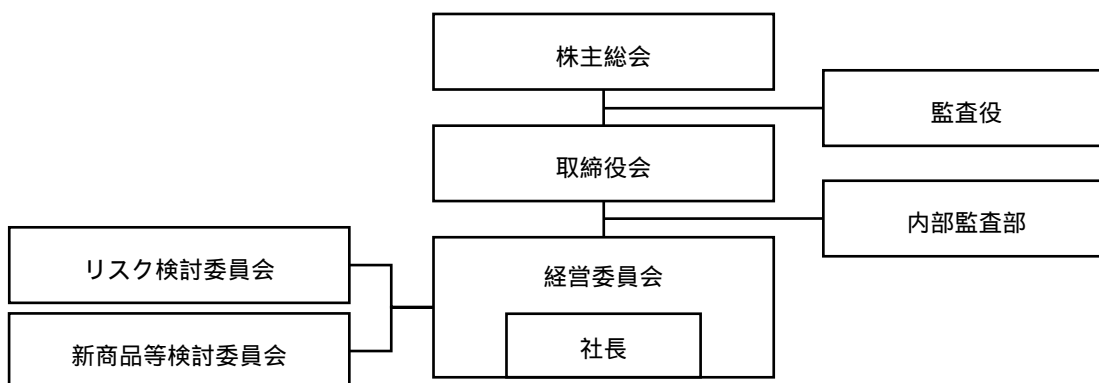 株主総会
監査役
取締役会
内部監査部
リスク検討委員会
経営委員会
社長
新商品等検討委員会